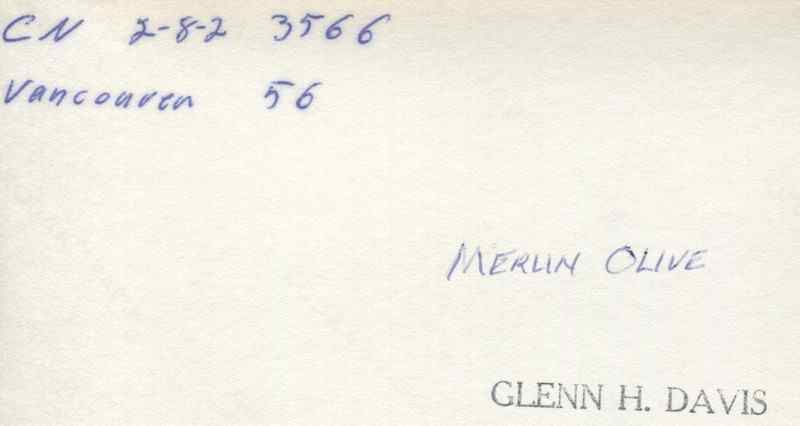 CN 2-8-2 3566
Vancouver 56
MERLIN OLIVE
GLENN H. DAVIS